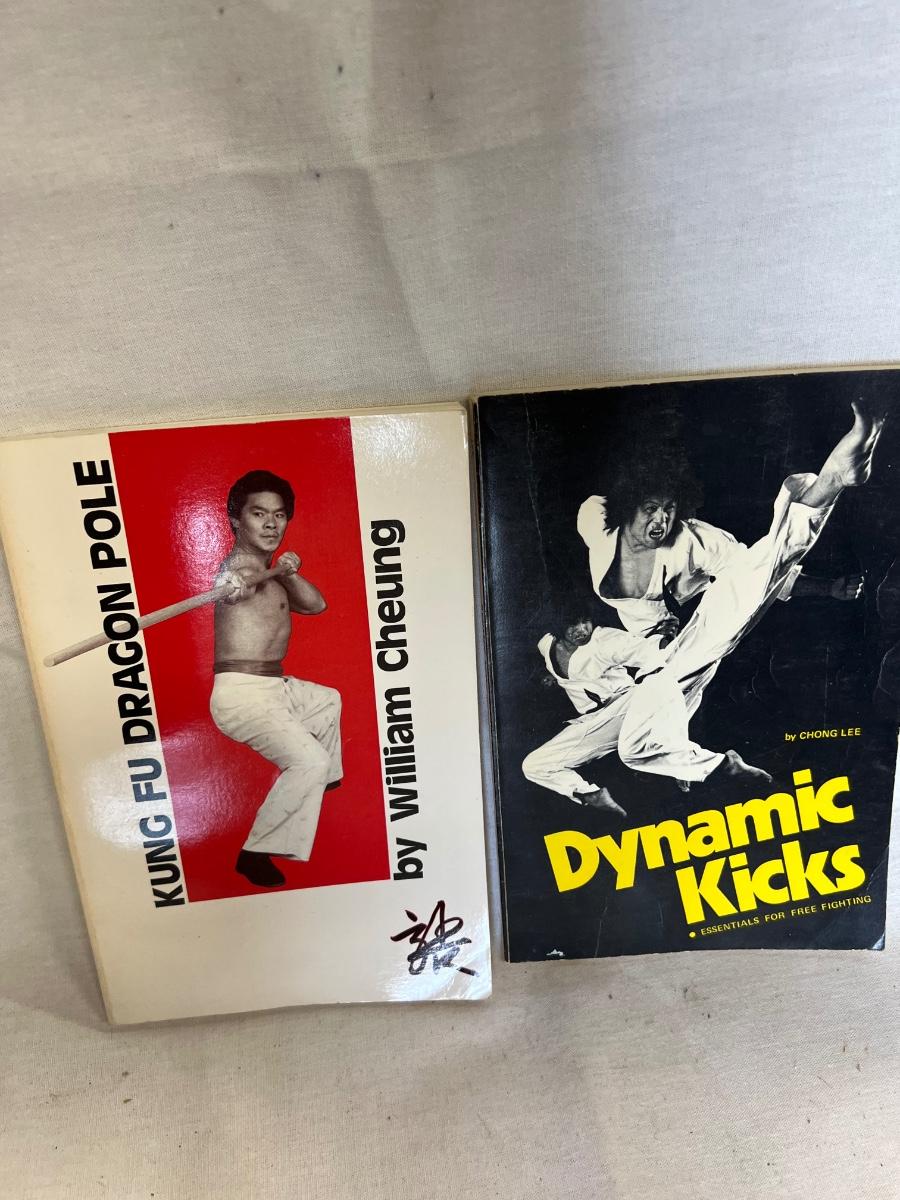 KUNG FU DRAGON POLE
by William Cheung
by CHONG LEE
Dynamic
Kicks
• ESSENTIALS FOR FREE FIGHTING